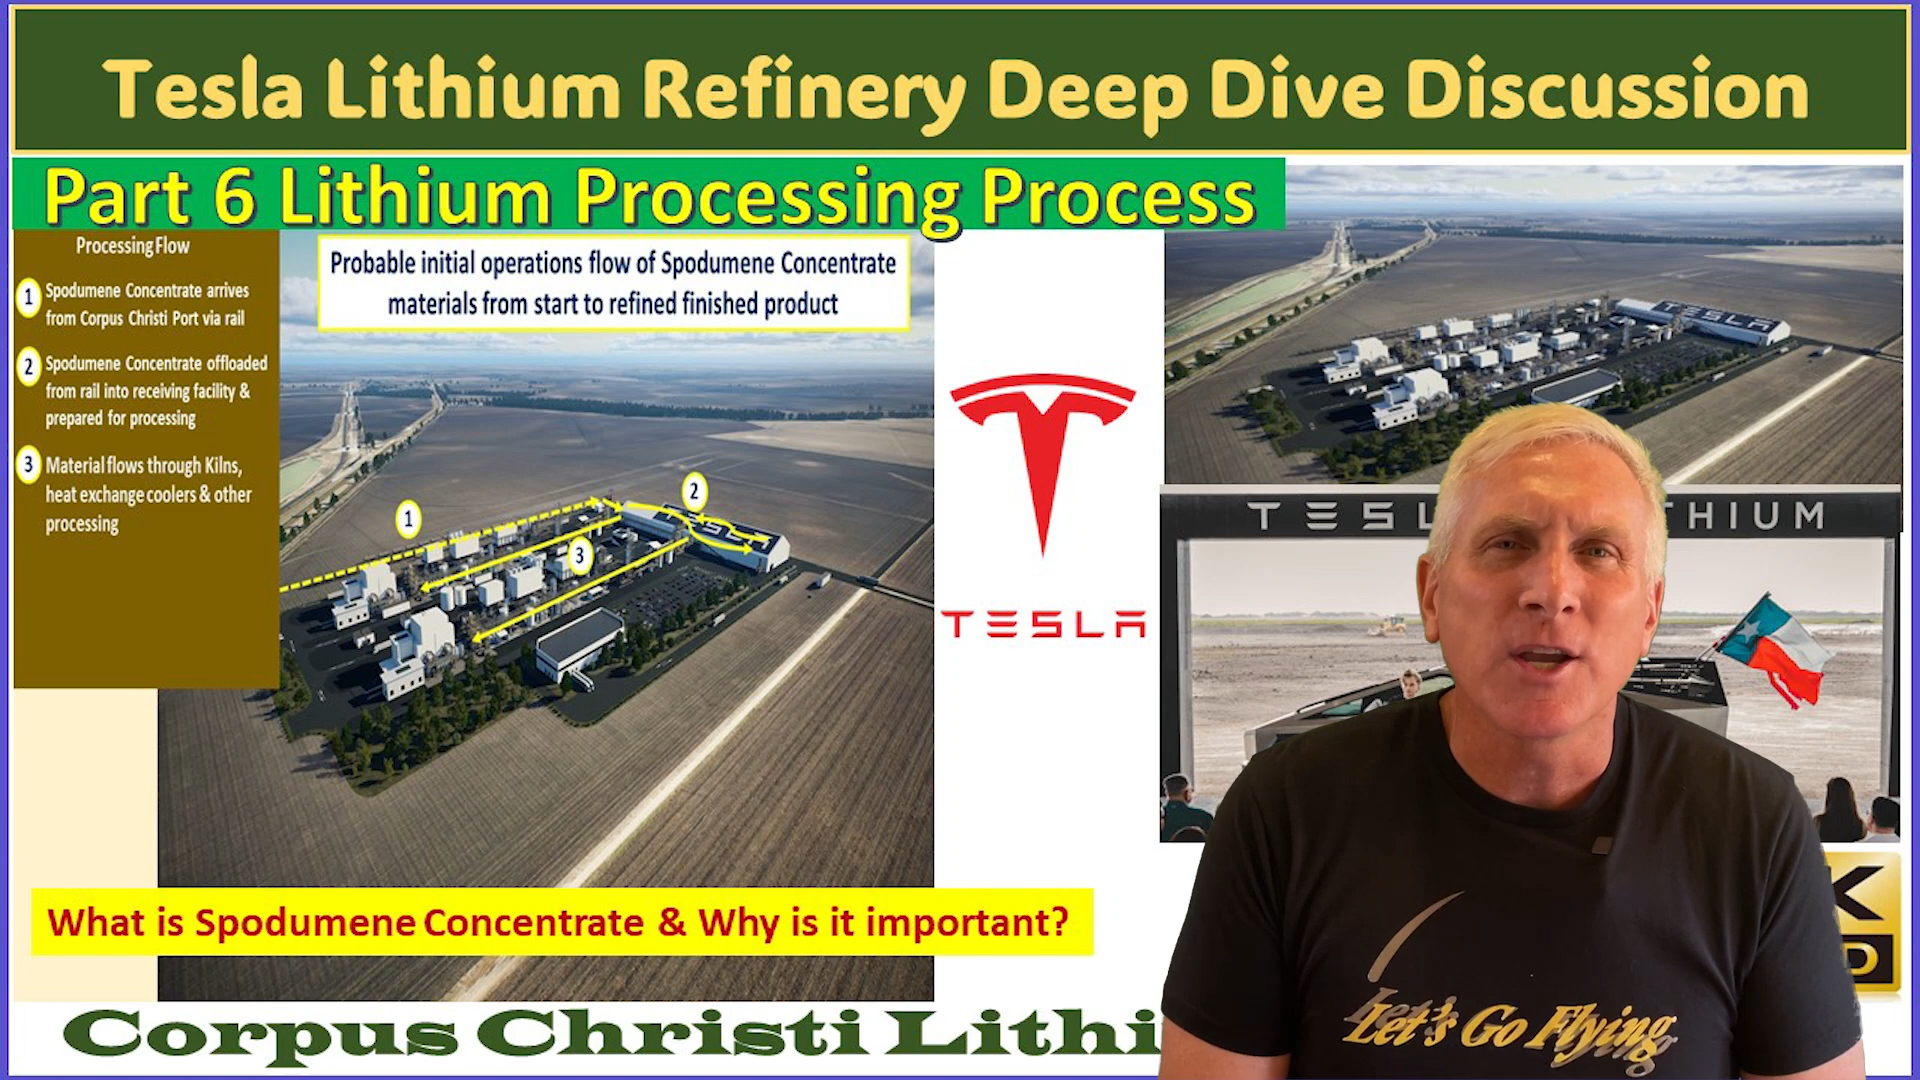 Tesla Lithium Refinery Deep Dive Discussion
Part 6 Lithium Processing Process
Processing Flow
1 Spodumene Concentrate arrives
from Corpus Christi Port via rail
2 Spodumene Concentrate offloaded
from rail into receiving facility &
prepared for processing
3 Material flows through Kilns,
heat exchange coolers & other
processing
Probable initial operations flow of Spodumene Concentrate
materials from start to refined finished product
1
2
3
TESLA
TESLA
TESLA
TESL HIUM
What is Spodumene Concentrate & Why is it important?
K
D
Corpus Christi Lithi
Let's Go Flying